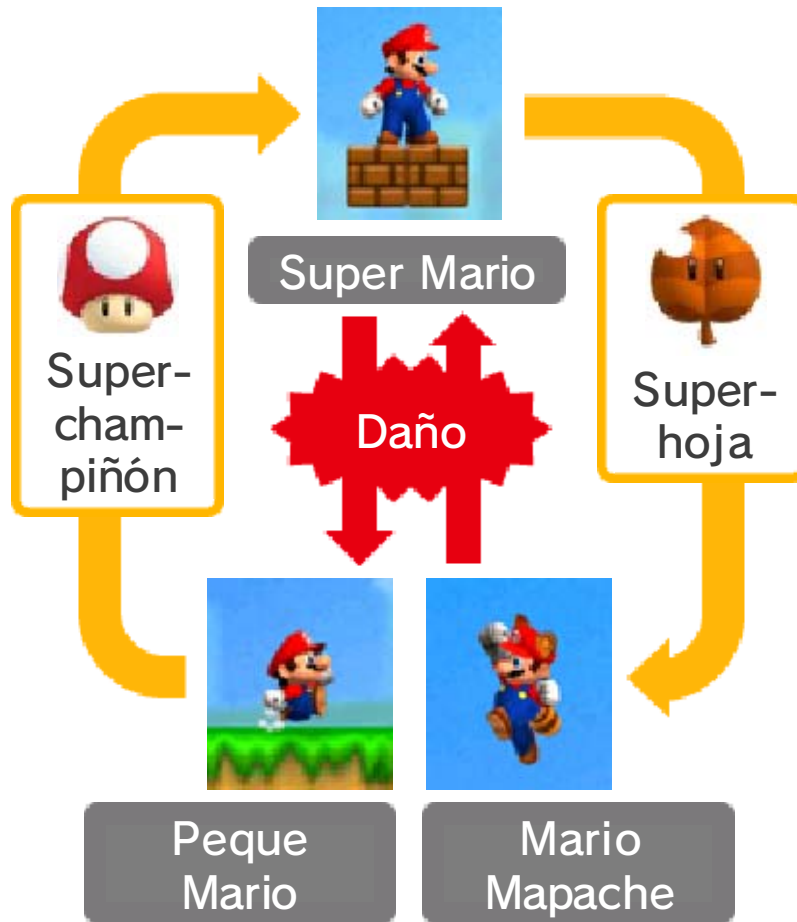 Super Mario
Super-
cham-
piñón
Super-
hoja
Daño
Peque
Mario
Mario
Mapache